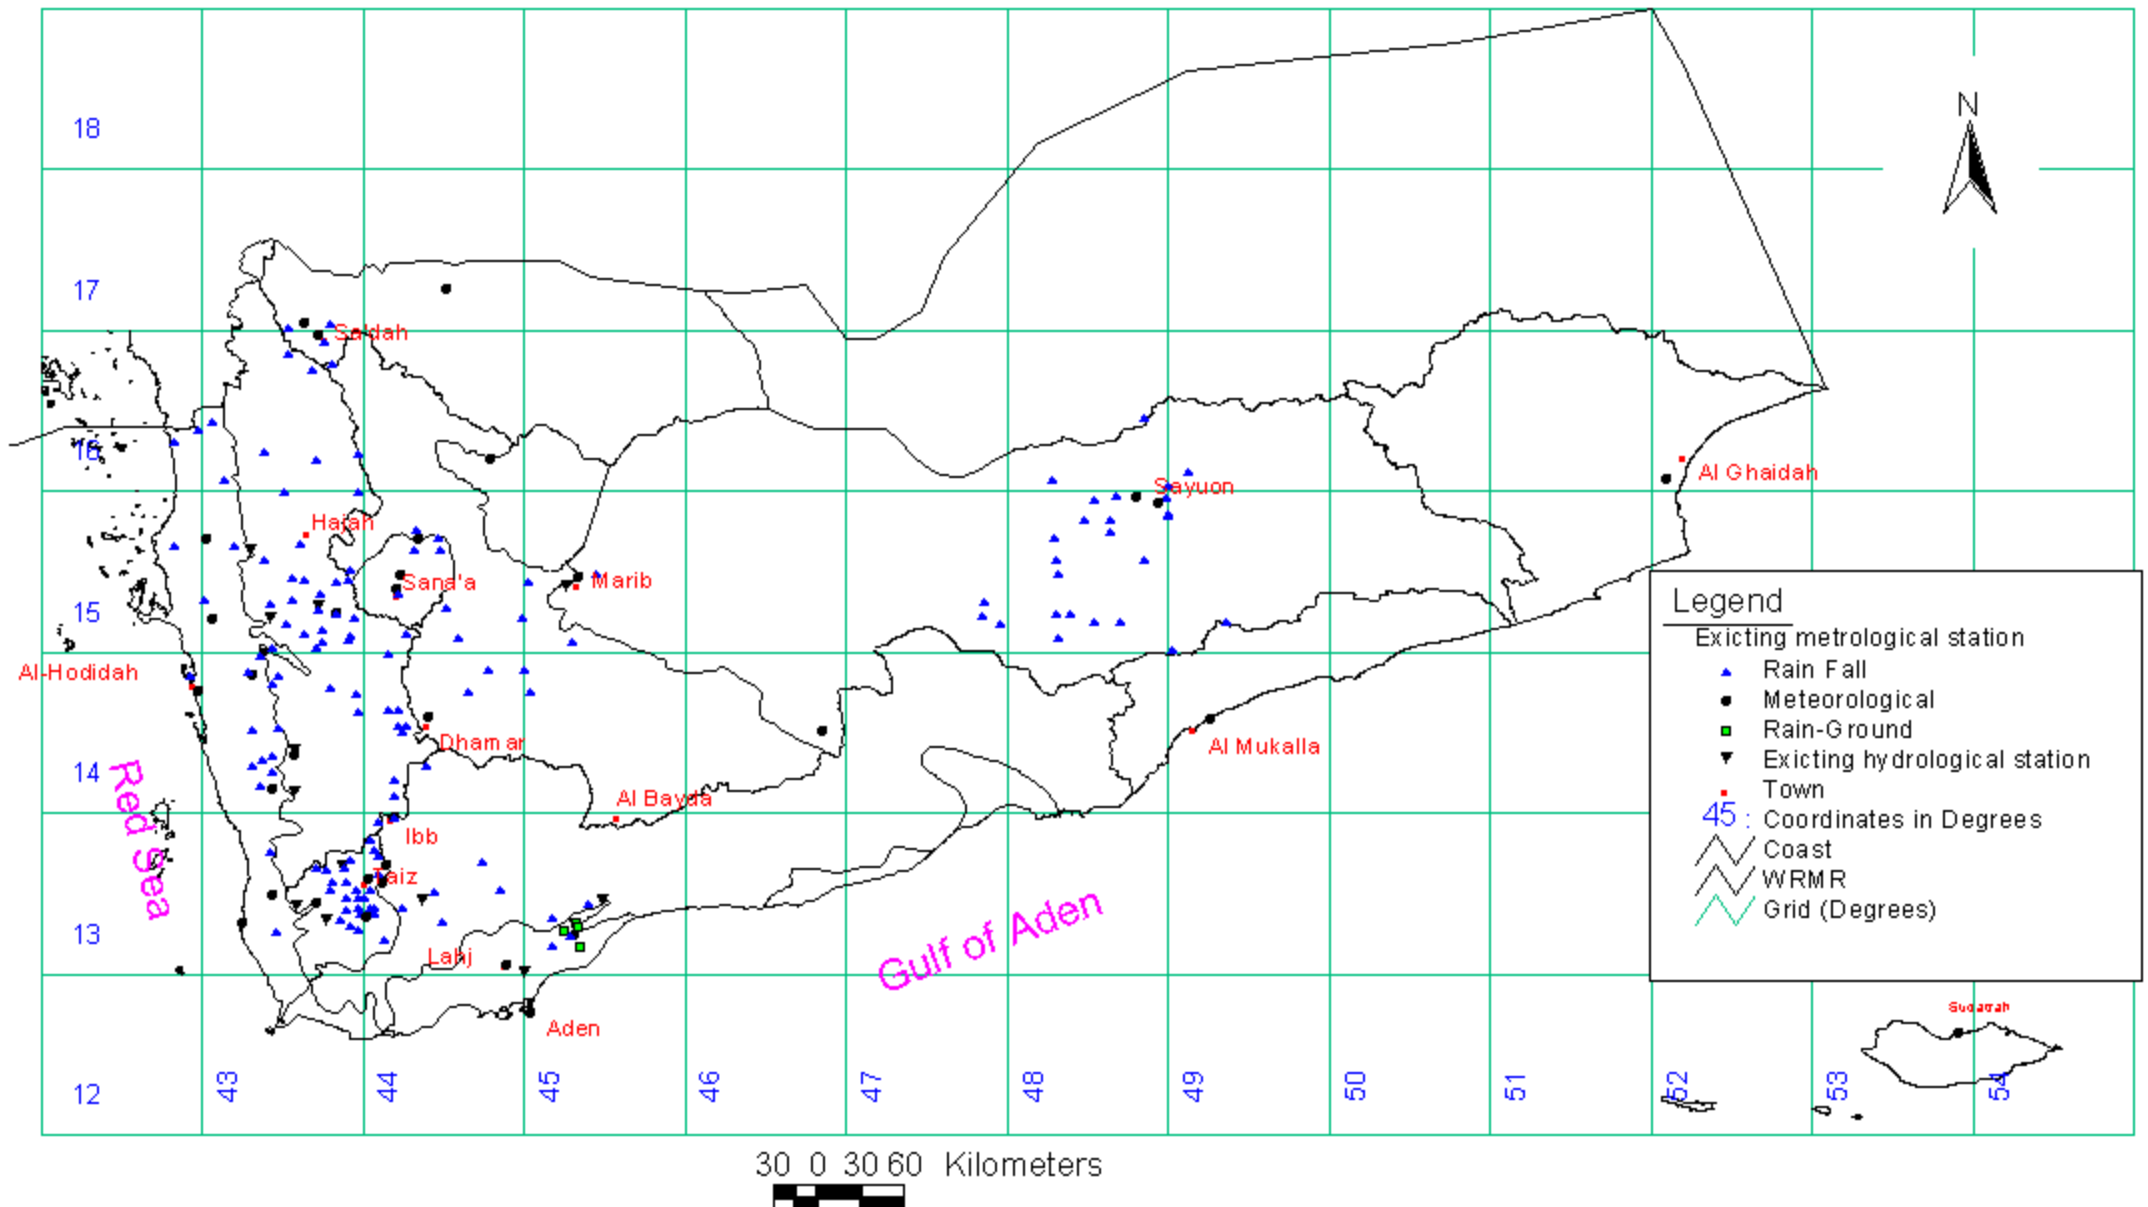 N
18
17
Sa'dah
16
Al Ghaidah
Sayuon
Hajah
Sana'a
Marib
15
Legend
Exicting metrological station
Rain Fall
Meteorological
Rain-Ground
Exicting hydrological station
Town
45 : Coordinates in Degrees
Coast
WRMR
Grid (Degrees)
Al-Hodidah
Dhamar
Al Mukalla
14
Red Sea
Al Bayda
Ibb
Taiz
13
Gulf of Aden
Lahj
Aden
Suqatrah
12
43
44
45
46
47
48
49
50
51
52
53
54
30 0 30 60 Kilometers